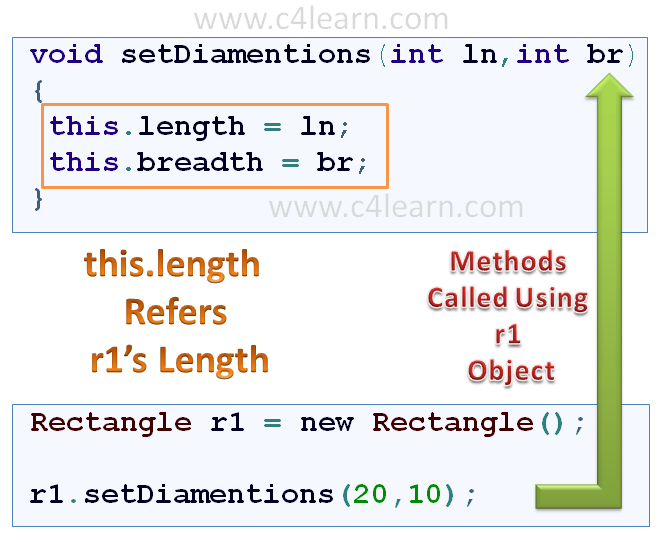 www.c4learn.com
void setDiamentions(int ln,int br)
{
this.length = ln;
this.breadth = br;
}
www.c4learn.com
this.length
Refers
r1’s Length
Methods
Called Using
r1
Object
Rectangle r1 = new Rectangle();
r1.setDiamentions(20,10);